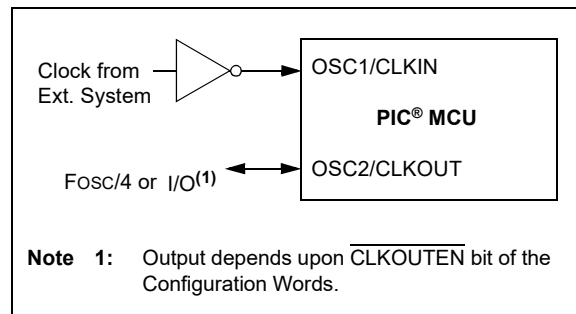 Clock from
Ext. System
OSC1/CLKIN
PIC® MCU
FOSC/4 or I/O(1)
OSC2/CLKOUT
Note 1: Output depends upon CLKOUTEN bit of the
Configuration Words.